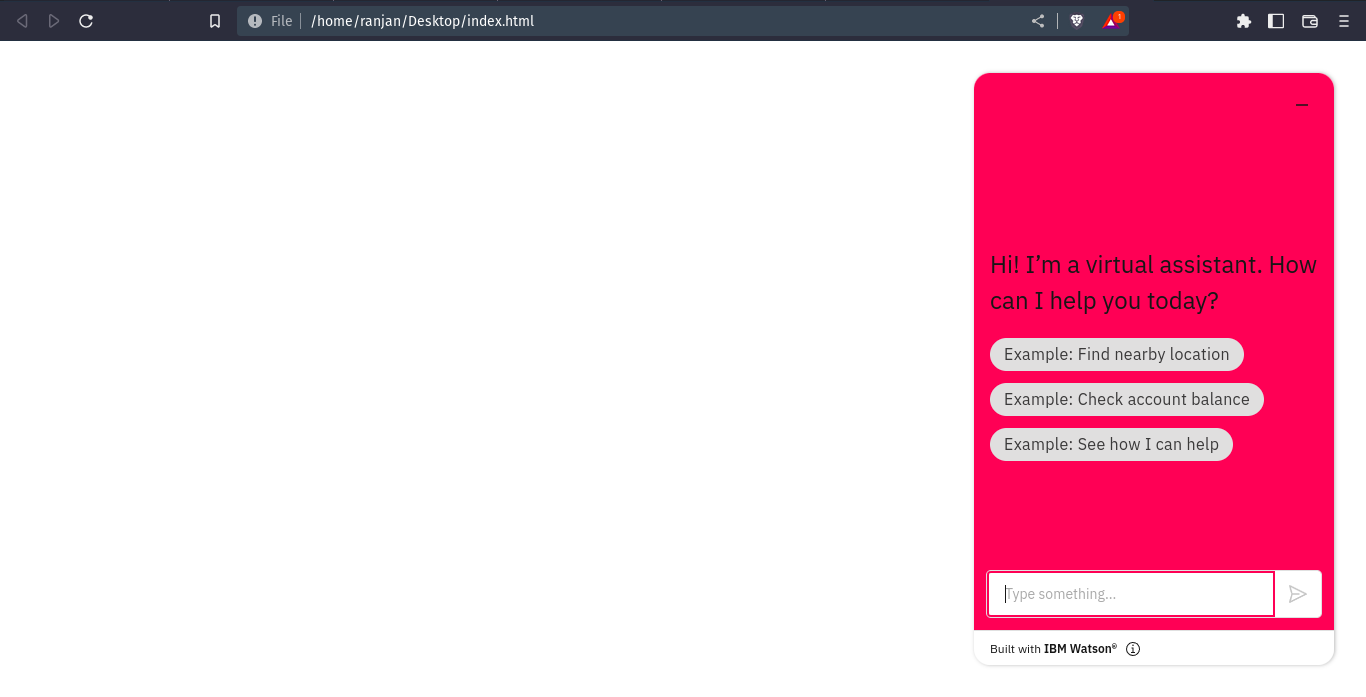 File /home/ranjan/Desktop/index.html
1
Hi! I’m a virtual assistant. How
can I help you today?
Example: Find nearby location
Example: Check account balance
Example: See how I can help
Type something...
Built with IBM Watson®